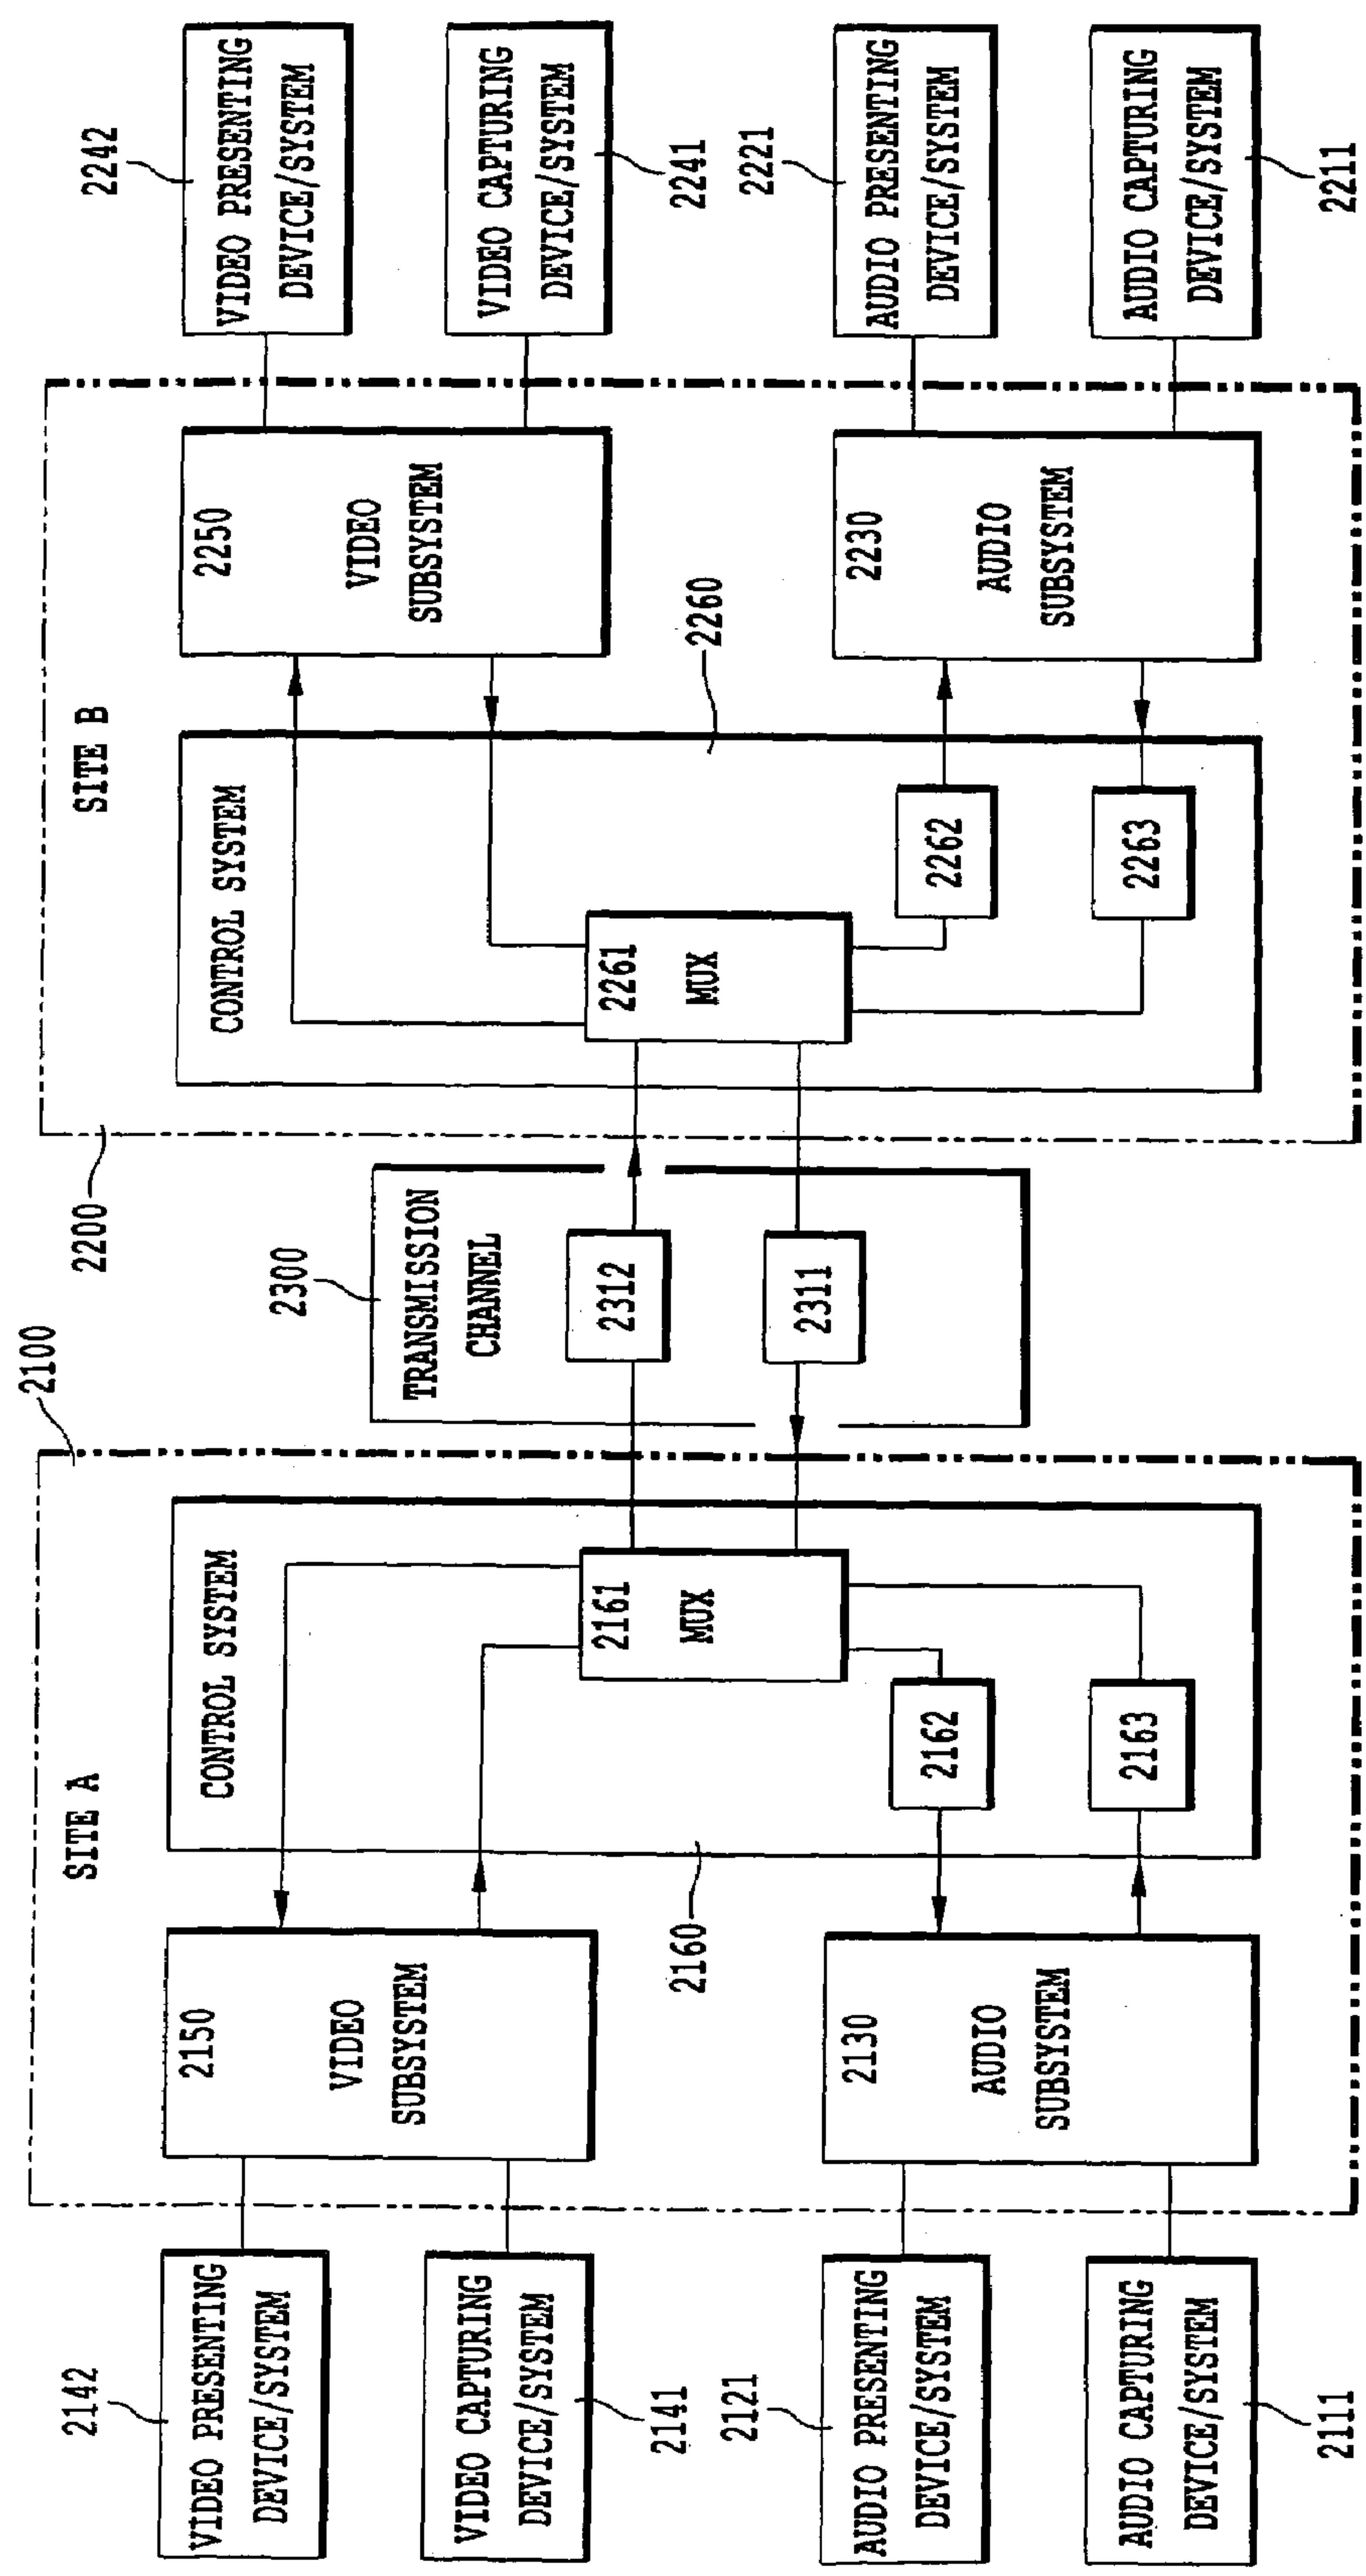 2100
SITE A
2142
VIDEO PRESENTING
DEVICE/SYSTEM
VIDEO CAPTURING
DEVICE/SYSTEM
2141
2121
AUDIO PRESENTING
DEVICE/SYSTEM
AUDIO CAPTURING
DEVICE/SYSTEM
2111
2150
VIDEO
SUBSYSTEM
2160
2130
AUDIO
SUBSYSTEM
CONTROL SYSTEM
2161
MUX
2162
2163
2300
TRANSMISSION
CHANNEL
2312
2311
2200
SITE B
CONTROL SYSTEM
2261
MUX
2262
2263
2260
2250
VIDEO
SUBSYSTEM
2230
AUDIO
SUBSYSTEM
2242
VIDEO PRESENTING
DEVICE/SYSTEM
VIDEO CAPTURING
DEVICE/SYSTEM
2241
2221
AUDIO PRESENTING
DEVICE/SYSTEM
AUDIO CAPTURING
DEVICE/SYSTEM
2211